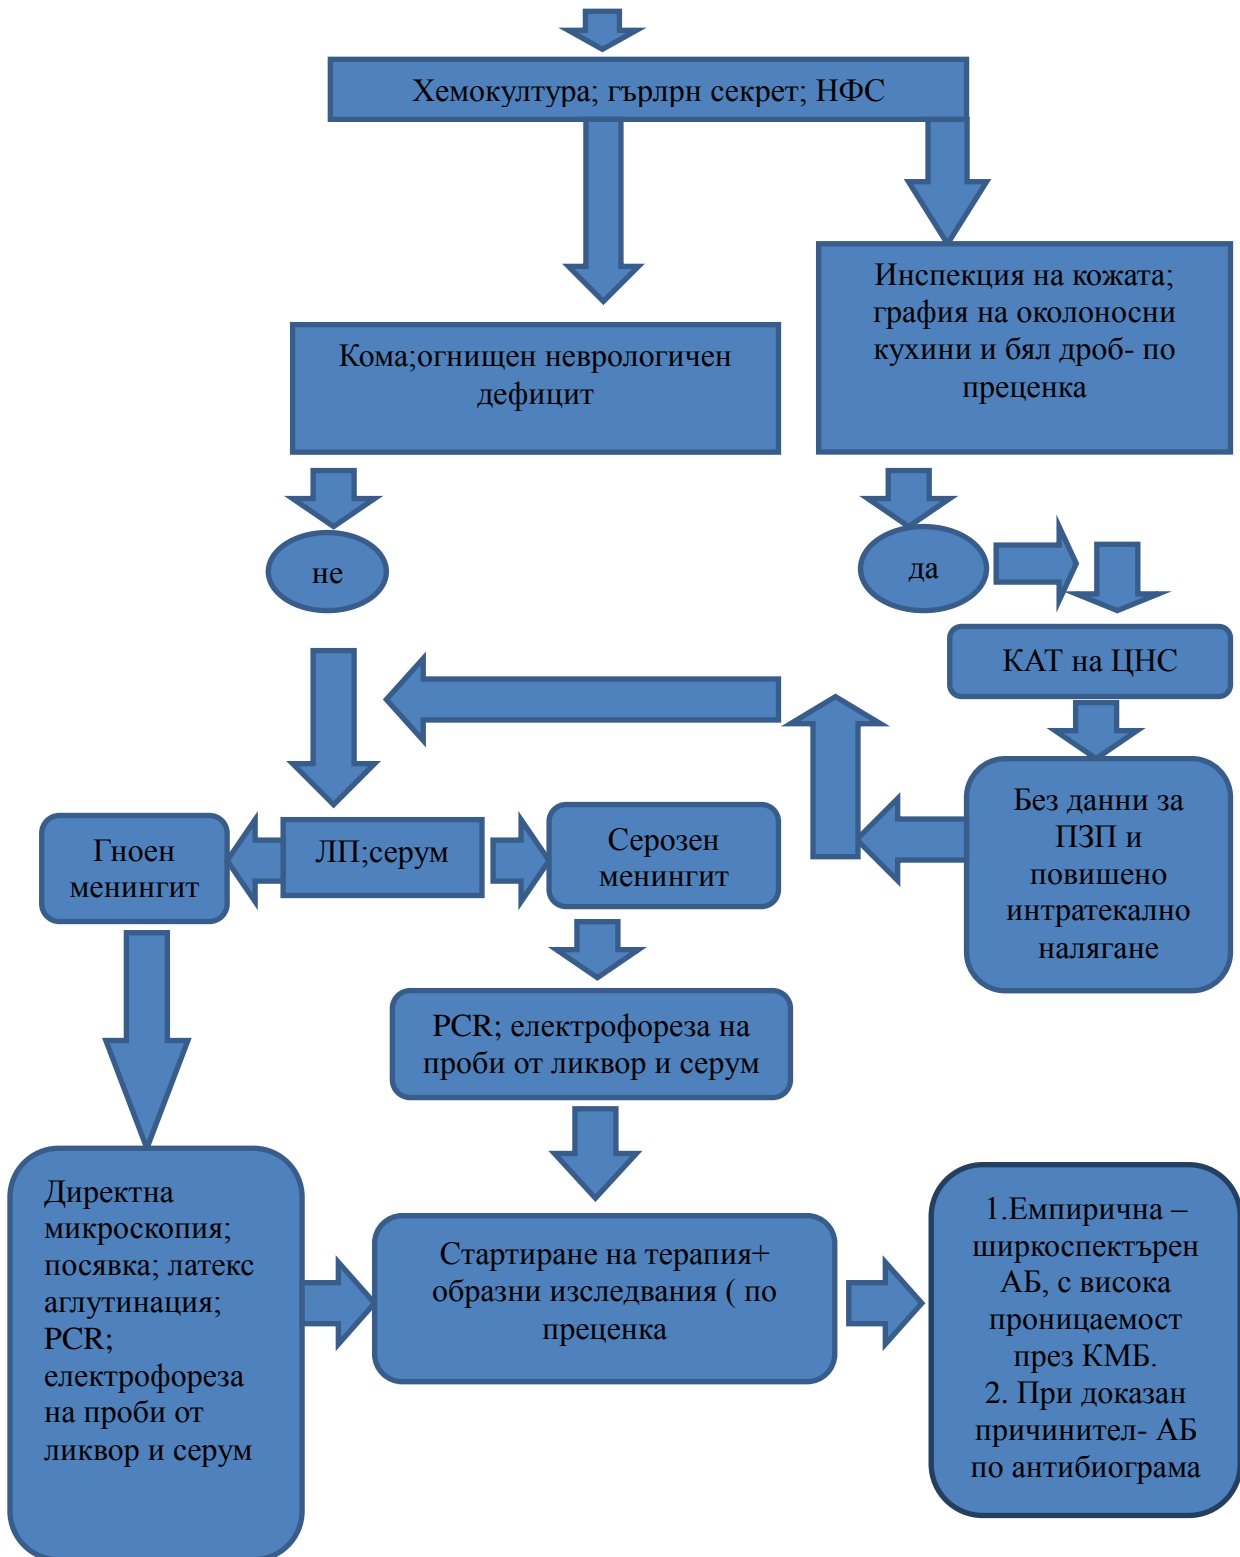 Хемокултура; гърлрн секрет; НФС
Инспекция на кожата;
графия на околоносни
кухини и бял дроб- по
преценка
Кома;огнищен неврологичен
дефицит
не
да
КАТ на ЦНС
Без данни за
ПЗП и
повишено
интратекално
налягане
Гноен
менингит
ЛП;серум
Серозен
менингит
PCR; електрофореза на
проби от ликвор и серум
Директна
микроскопия;
посявка; латекс
аглутинация;
PCR;
електрофореза
на проби от
ликвор и серум
Стартиране на терапия+
образни изследвания ( по
преценка
1.Емпирична –
ширкоспектърен
АБ, с висока
проницаемост
през КМБ.
2. При доказан
причинител- АБ
по антибиограма